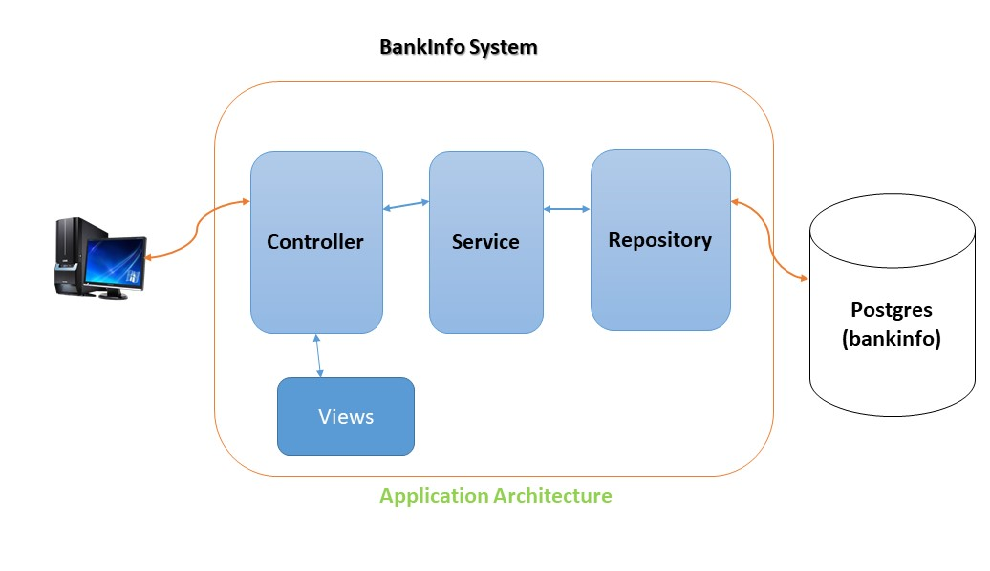 BankInfo System
Controller
Service
Repository
Views
Postgres
(bankinfo)
Application Architecture